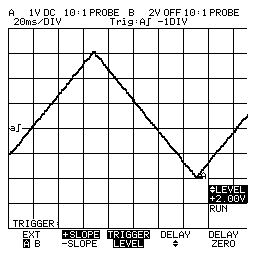 A 1V DC 10:1 PROBE B 2V OFF 10:1 PROBE
20ms/DIV Trig:A∫ -1DIV
a∫
LEVEL
+2.00V
RUN
TRIGGER:
EXT +SLOPE TRIGGER DELAY DELAY
A B -SLOPE LEVEL ZERO